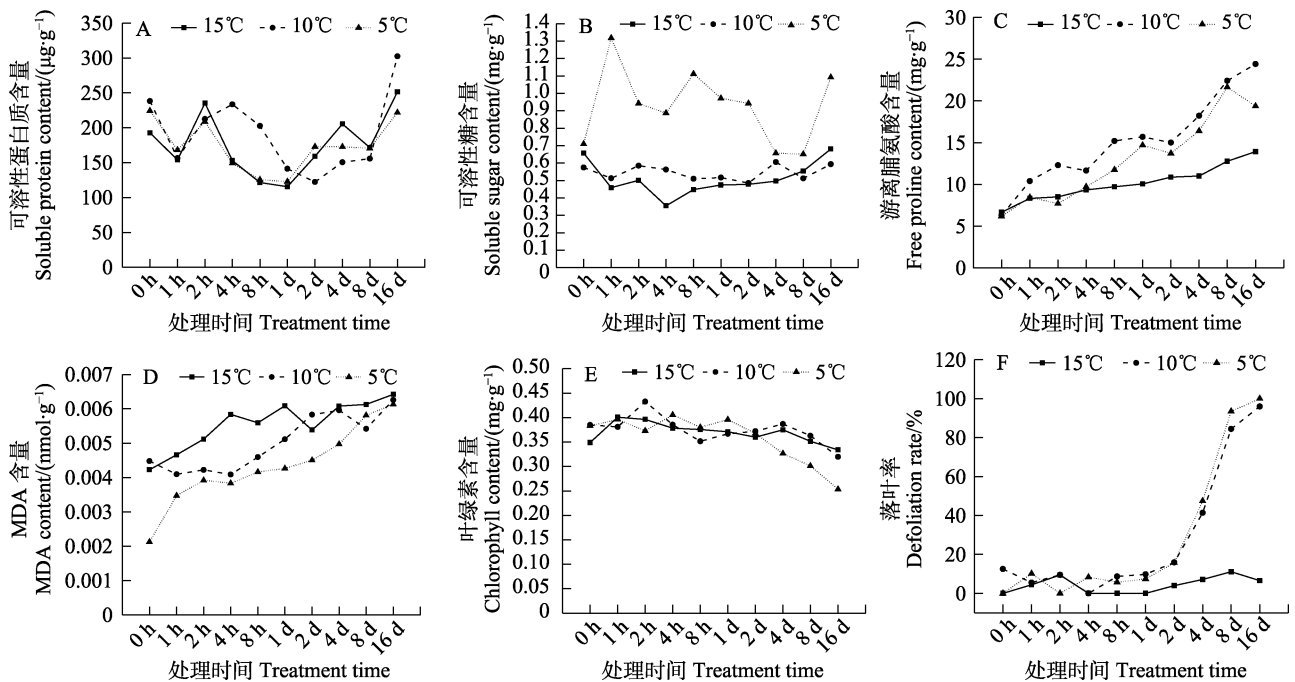 A
15℃ 10℃ 5℃
可溶性蛋白质含量
Soluble protein content/(μg·g⁻¹)
350
300
250
200
150
100
50
0
0 h 1 h 2 h 4 h 8 h 1 d 2 d 4 d 8 d 16 d
处理时间 Treatment time
B
15℃ 10℃ 5℃
可溶性糖含量
Soluble sugar content/(mg·g⁻¹)
1.4
1.3
1.2
1.1
1.0
0.9
0.8
0.7
0.6
0.5
0.4
0.3
0.2
0.1
0
0 h 1 h 2 h 4 h 8 h 1 d 2 d 4 d 8 d 16 d
处理时间 Treatment time
C
15℃ 10℃ 5℃
游离脯氨酸含量
Free proline content/(mg·g⁻¹)
30
25
20
15
10
5
0
0 h 1 h 2 h 4 h 8 h 1 d 2 d 4 d 8 d 16 d
处理时间 Treatment time
D
15℃ 10℃ 5℃
MDA 含量
MDA content/(nmol·g⁻¹)
0.007
0.006
0.005
0.004
0.003
0.002
0.001
0
0 h 1 h 2 h 4 h 8 h 1 d 2 d 4 d 8 d 16 d
处理时间 Treatment time
E
15℃ 10℃ 5℃
叶绿素含量
Chlorophyll content/(mg·g⁻¹)
0.50
0.45
0.40
0.35
0.30
0.25
0.20
0.15
0.10
0.05
0
0 h 1 h 2 h 4 h 8 h 1 d 2 d 4 d 8 d 16 d
处理时间 Treatment time
F
15℃ 10℃ 5℃
落叶率
Defoliation rate/%
120
100
80
60
40
20
0
0 h 1 h 2 h 4 h 8 h 1 d 2 d 4 d 8 d 16 d
处理时间 Treatment time